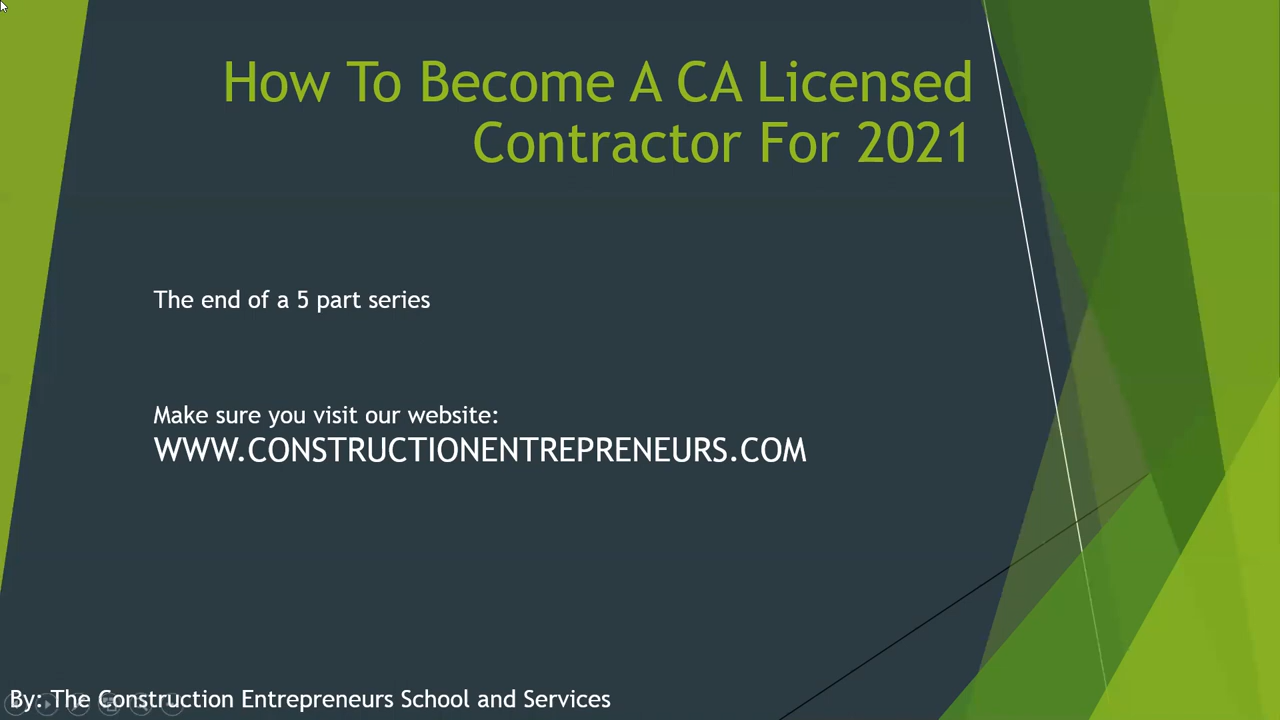 How To Become A CA Licensed
Contractor For 2021
The end of a 5 part series
Make sure you visit our website:
WWW.CONSTRUCTIONENTREPRENEURS.COM
By: The Construction Entrepreneurs School and Services